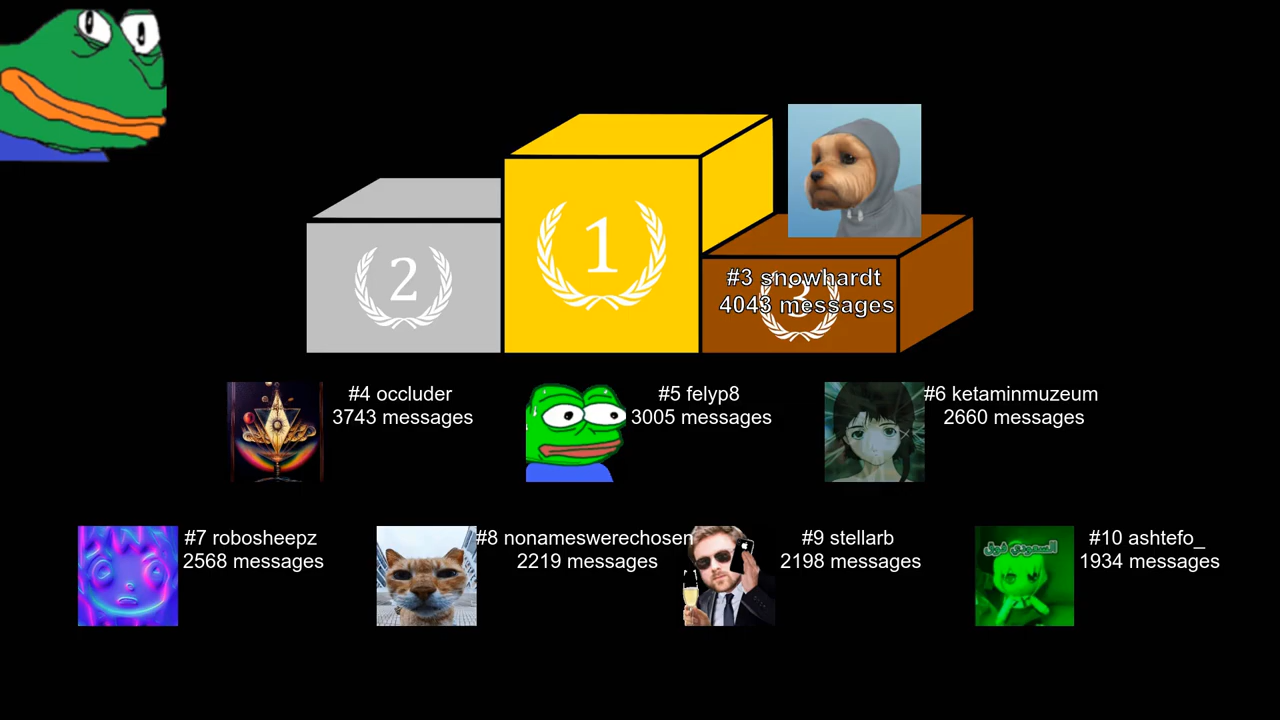 1
2
3
#3 snowhardt
4043 messages
#4 occluder
3743 messages
#5 felyp8
3005 messages
#6 ketaminmuzeum
2660 messages
#7 robosheepz
2568 messages
#8 nonameswerechosen
2219 messages
#9 stellarb
2198 messages
#10 ashtefo_
1934 messages